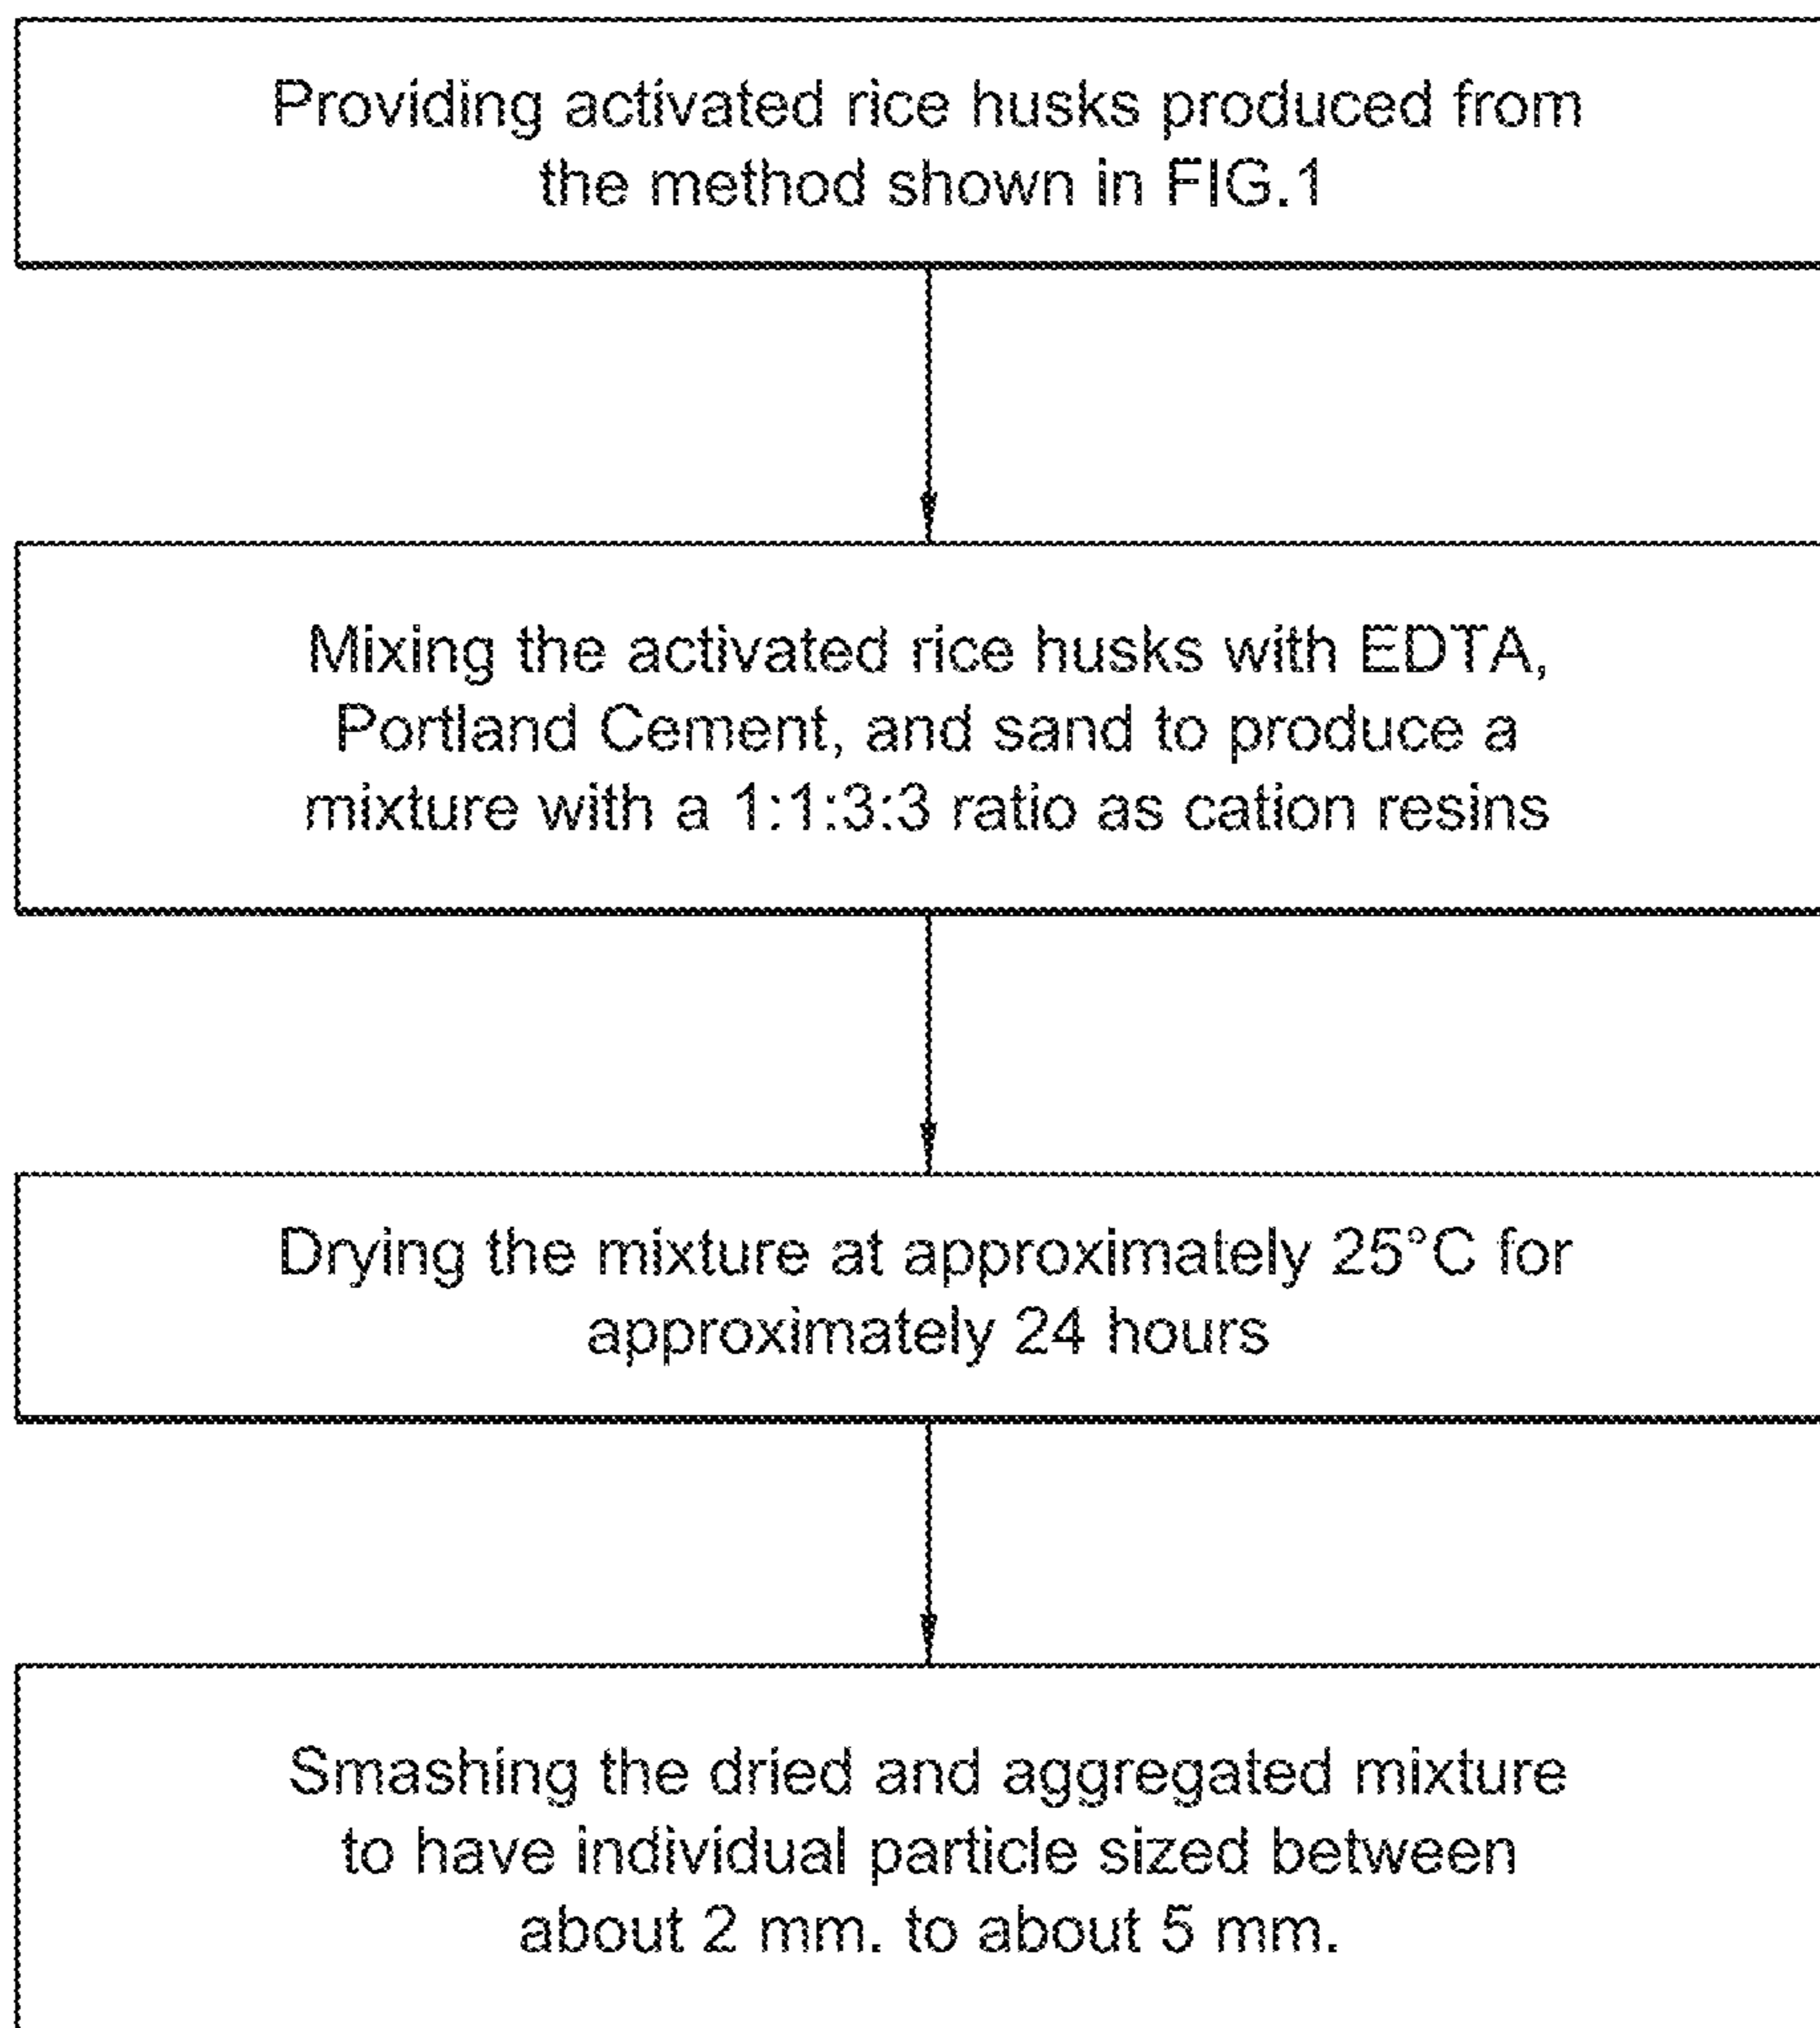 Providing activated rice husks produced from
the method shown in FIG.1
Mixing the activated rice husks with EDTA,
Portland Cement, and sand to produce a
mixture with a 1:1:3:3 ratio as cation resins
Drying the mixture at approximately 25°C for
approximately 24 hours
Smashing the dried and aggregated mixture
to have individual particle sized between
about 2 mm. to about 5 mm.